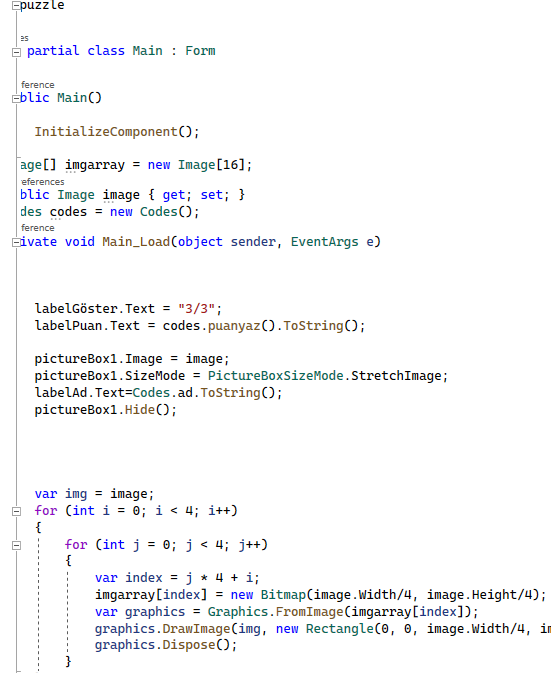 puzzle
es
partial class Main : Form
ference
blic Main()
InitializeComponent();
age[] imgarray = new Image[16];
references
blic Image image { get; set; }
des codes = new Codes();
ference
ivate void Main_Load(object sender, EventArgs e)
labelGöster.Text = "3/3";
labelPuan.Text = codes.puanyaz().ToString();
pictureBox1.Image = image;
pictureBox1.SizeMode = PictureBoxSizeMode.StretchImage;
labelAd.Text=Codes.ad.ToString();
pictureBox1.Hide();
var img = image;
for (int i = 0; i < 4; i++)
{
for (int j = 0; j < 4; j++)
{
var index = j * 4 + i;
imgarray[index] = new Bitmap(image.Width/4, image.Height/4);
var graphics = Graphics.FromImage(imgarray[index]);
graphics.DrawImage(img, new Rectangle(0, 0, image.Width/4, im
graphics.Dispose();
}